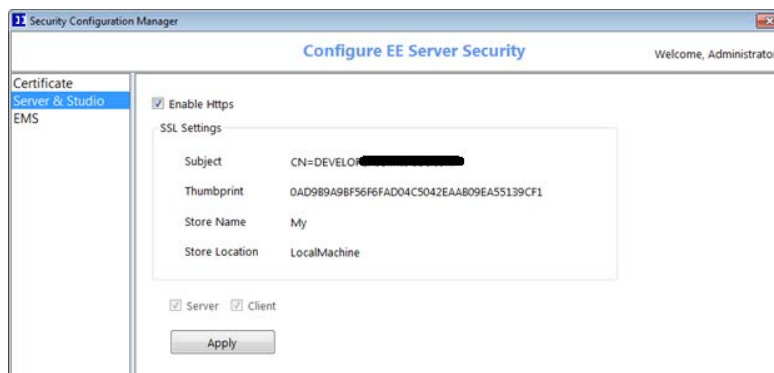 Security Configuration Manager
Configure EE Server Security
Welcome, Administrator
Certificate
Server & Studio
EMS
Enable Https
SSL Settings
Subject CN=DEVELO
Thumbprint 0AD9B9A9BF56F6FAD04C5042EAAB09EA55139CF1
Store Name My
Store Location LocalMachine
Server Client
Apply